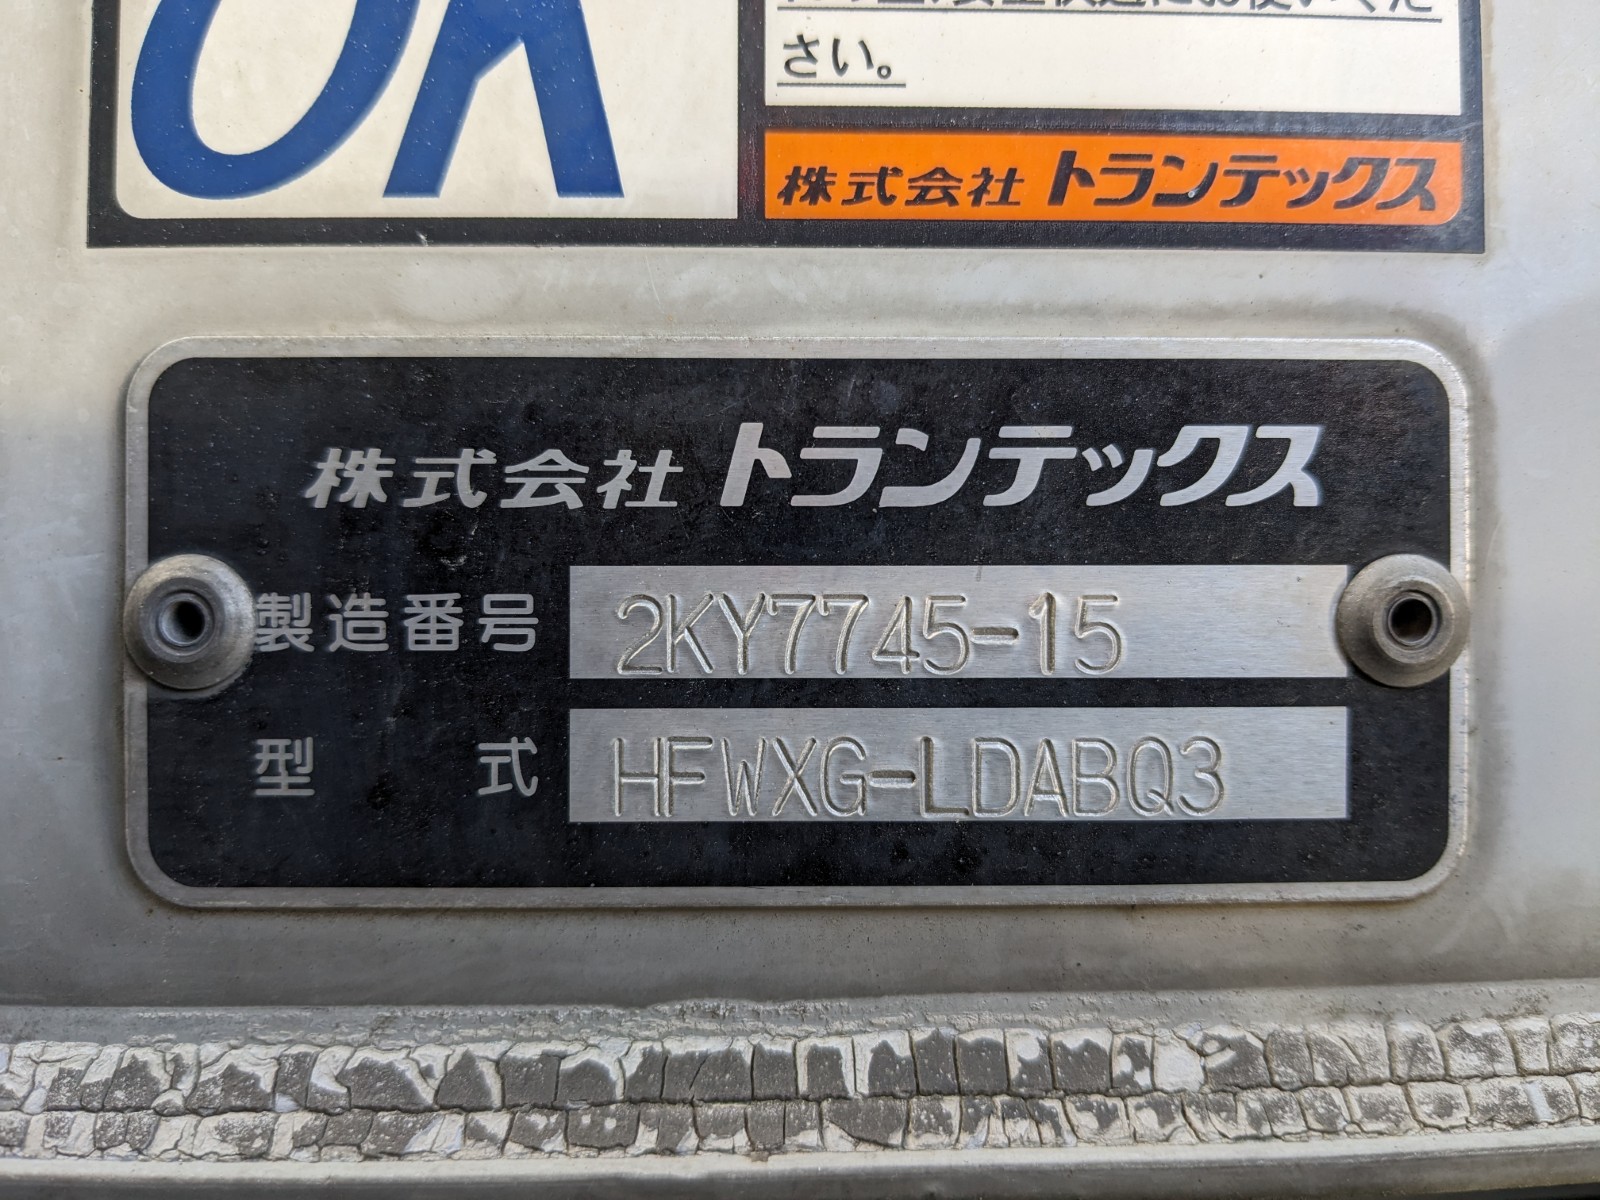 OK
さい。
株式会社 トランテックス
株式会社 トランテックス
製造番号 2KY7745-15
型式 HFWXG-LDABQ3